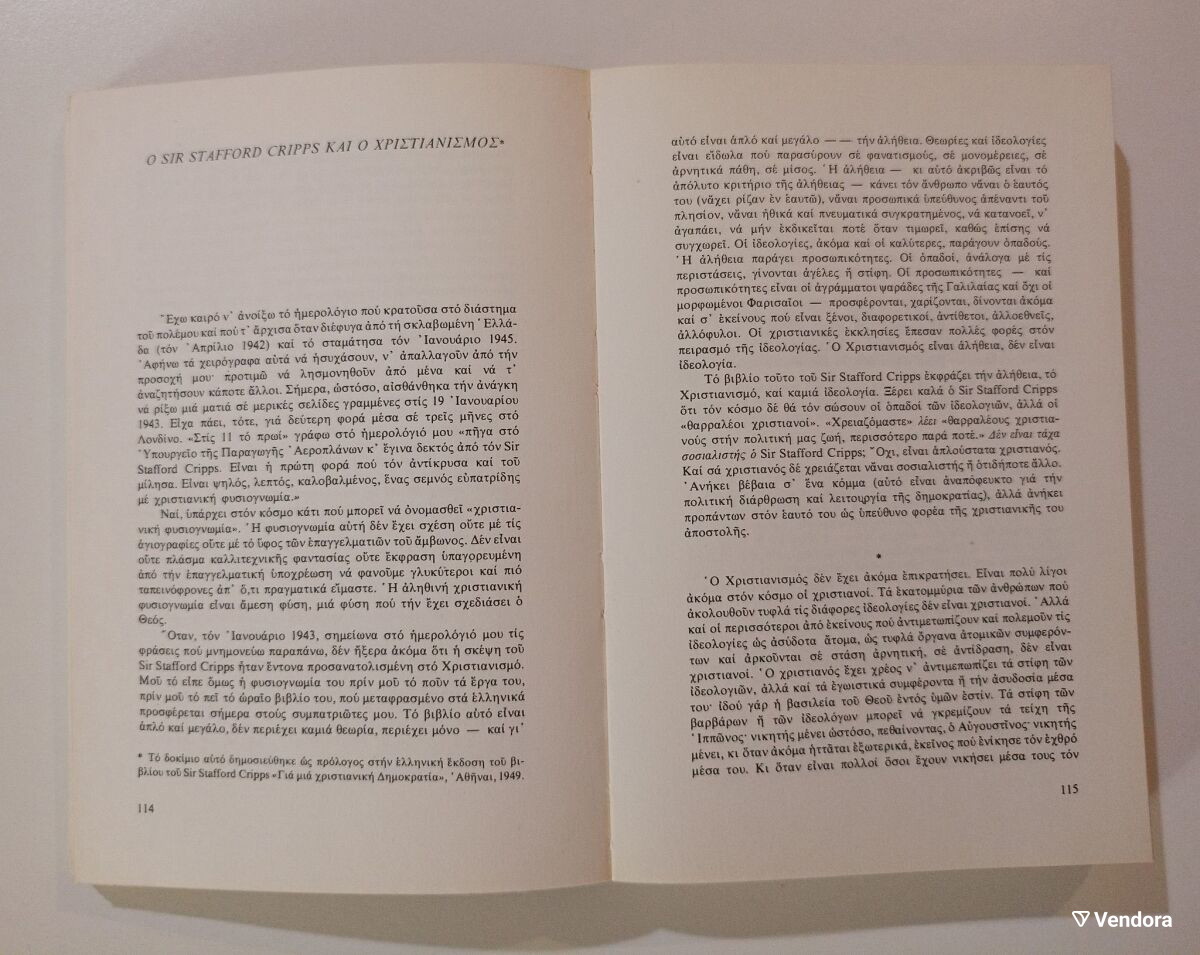 Ο SIR STAFFORD CRIPPS ΚΑΙ Ο ΧΡΙΣΤΙΑΝΙΣΜΟΣ*
Ἔχω καιρό ν' ἀνοίξω τό ἡμερολόγιο πού κρατοῦσα στό διάστημα
τοῦ πολέμου καί πού τ' ἄρχισα ὅταν διέφυγα ἀπό τή σκλαβωμένη Ἑλλά-
δα (τόν Ἀπρίλιο 1942) καί τό σταμάτησα τόν Ἰανουάριο 1945.
Ἀφήνω τά χειρόγραφα αὐτά νά ἡσυχάσουν, ν' ἀπαλλαγοῦν ἀπό τήν
προσοχή μου· προτιμῶ νά λησμονηθοῦν ἀπό μένα καί νά τ'
ἀναζητήσουν κάποτε ἄλλοι. Σήμερα, ὡστόσο, αἰσθάνθηκα τήν ἀνάγκη
νά ρίξω μιά ματιά σέ μερικές σελίδες γραμμένες στίς 19 Ἰανουαρίου
1943. Εἶχα πάει, τότε, γιά δεύτερη φορά μέσα σέ τρεῖς μῆνες στό
Λονδίνο. «Στίς 11 τό πρωί» γράφω στό ἡμερολόγιό μου «πῆγα στό
Ὑπουργεῖο τῆς Παραγωγῆς Ἀεροπλάνων κ' ἔγινα δεκτός ἀπό τόν Sir
Stafford Cripps. Εἶναι ἡ πρώτη φορά πού τόν ἀντίκρυσα καί τοῦ
μίλησα. Εἶναι ψηλός, λεπτός, καλοβαλμένος, ἕνας σεμνός εὐπατρίδης
μέ χριστιανική φυσιογνωμία.»
Ναί, ὑπάρχει στόν κόσμο κάτι πού μπορεῖ νά ὀνομασθεῖ «χριστια-
νική φυσιογνωμία». Ἡ φυσιογνωμία αὐτή δέν ἔχει σχέση οὔτε μέ τίς
ἁγιογραφίες οὔτε μέ τό ὕφος τῶν ἐπαγγελματιῶν τοῦ ἄμβωνος. Δέν εἶναι
οὔτε πλάσμα καλλιτεχνικῆς φαντασίας οὔτε ἔκφραση ὑπαγορευμένη
ἀπό τήν ἐπαγγελματική ὑποχρέωση νά φανοῦμε γλυκύτεροι καί πιό
ταπεινόφρονες ἀπ' ὅ,τι πραγματικά εἴμαστε. Ἡ ἀληθινή χριστιανική
φυσιογνωμία εἶναι ἄμεση φύση, μιά φύση πού τήν ἔχει σχεδιάσει ὁ
Θεός.
Ὅταν, τόν Ἰανουάριο 1943, σημείωνα στό ἡμερολόγιό μου τίς
φράσεις πού μνημονεύω παραπάνω, δέν ἤξερα ἀκόμα ὅτι ἡ σκέψη τοῦ
Sir Stafford Cripps ἦταν ἔντονα προσανατολισμένη στό Χριστιανισμό.
Μοῦ τό εἶπε ὅμως ἡ φυσιογνωμία του πρίν μοῦ τό ποῦν τά ἔργα του,
πρίν μοῦ τό πεῖ τό ὡραῖο βιβλίο του, πού μεταφρασμένο στά ἑλληνικά
προσφέρεται σήμερα στούς συμπατριῶτες μου. Τό βιβλίο αὐτό εἶναι
ἁπλό καί μεγάλο, δέν περιέχει καμιά θεωρία, περιέχει μόνο — καί γι'
* Τό δοκίμιο αὐτό δημοσιεύθηκε ὡς πρόλογος στήν ἑλληνική ἔκδοση τοῦ βι-
βλίου τοῦ Sir Stafford Cripps «Γιά μιά χριστιανική Δημοκρατία», Ἀθῆναι, 1949.
114
αὐτό εἶναι ἁπλό καί μεγάλο — — τήν ἀλήθεια. Θεωρίες καί ἰδεολογίες
εἶναι εἴδωλα πού παρασύρουν σέ φανατισμούς, σέ μονομέρειες, σέ
ἀρνητικά πάθη, σέ μίσος. Ἡ ἀλήθεια — κι αὐτό ἀκριβῶς εἶναι τό
ἀπόλυτο κριτήριο τῆς ἀλήθειας — κάνει τόν ἄνθρωπο νἆναι ὁ ἑαυτός
του (νἄχει ρίζαν ἐν ἑαυτῶ), νἆναι προσωπικά ὑπεύθυνος ἀπέναντι τοῦ
πλησίον, νἆναι ἠθικά καί πνευματικά συγκρατημένος, νά κατανοεῖ, ν'
ἀγαπάει, νά μήν ἐκδικεῖται ποτέ ὅταν τιμωρεῖ, καθώς ἐπίσης νά
συγχωρεῖ. Οἱ ἰδεολογίες, ἀκόμα καί οἱ καλύτερες, παράγουν ὀπαδούς.
Ἡ ἀλήθεια παράγει προσωπικότητες. Οἱ ὀπαδοί, ἀνάλογα μέ τίς
περιστάσεις, γίνονται ἀγέλες ἤ στίφη. Οἱ προσωπικότητες — καί
προσωπικότητες εἶναι οἱ ἀγράμματοι ψαράδες τῆς Γαλιλαίας καί ὄχι οἱ
μορφωμένοι Φαρισαῖοι — προσφέρονται, χαρίζονται, δίνονται ἀκόμα
καί σ' ἐκείνους πού εἶναι ξένοι, διαφορετικοί, ἀντίθετοι, ἀλλοεθνεῖς,
ἀλλόφυλοι. Οἱ χριστιανικές ἐκκλησίες ἔπεσαν πολλές φορές στόν
πειρασμό τῆς ἰδεολογίας. Ὁ Χριστιανισμός εἶναι ἀλήθεια, δέν εἶναι
ἰδεολογία.
Τό βιβλίο τοῦτο τοῦ Sir Stafford Cripps ἐκφράζει τήν ἀλήθεια, τό
Χριστιανισμό, καί καμιά ἰδεολογία. Ξέρει καλά ὁ Sir Stafford Cripps
ὅτι τόν κόσμο δέ θά τόν σώσουν οἱ ὀπαδοί τῶν ἰδεολογιῶν, ἀλλά οἱ
«θαρραλέοι χριστιανοί». «Χρειαζόμαστε» λέει «θαρραλέους χριστια-
νούς στήν πολιτική μας ζωή, περισσότερο παρά ποτέ.» Δέν εἶναι τάχα
σοσιαλιστής ὁ Sir Stafford Cripps; Ὄχι, εἶναι ἁπλούστατα χριστιανός.
Καί σά χριστιανός δέ χρειάζεται νἆναι σοσιαλιστής ἤ ὁτιδήποτε ἄλλο.
Ἀνήκει βέβαια σ' ἕνα κόμμα (αὐτό εἶναι ἀναπόφευκτο γιά τήν
πολιτική διάρθρωση καί λειτουργία τῆς δημοκρατίας), ἀλλά ἀνήκει
προπάντων στόν ἑαυτό του ὡς ὑπεύθυνο φορέα τῆς χριστιανικῆς του
ἀποστολῆς.
*
Ὁ Χριστιανισμός δέν ἔχει ἀκόμα ἐπικρατήσει. Εἶναι πολύ λίγοι
ἀκόμα στόν κόσμο οἱ χριστιανοί. Τά ἑκατομμύρια τῶν ἀνθρώπων πού
ἀκολουθοῦν τυφλά τίς διάφορες ἰδεολογίες δέν εἶναι χριστιανοί. Ἀλλά
καί οἱ περισσότεροι ἀπό ἐκείνους πού ἀντιμετωπίζουν καί πολεμοῦν τίς
ἰδεολογίες ὡς ἀσύδοτα ἄτομα, ὡς τυφλά ὄργανα ἀτομικῶν συμφερόν-
των καί ἀρκοῦνται σέ στάση ἀρνητική, σέ ἀντίδραση, δέν εἶναι
χριστιανοί. Ὁ χριστιανός ἔχει χρέος ν' ἀντιμετωπίζει τά στίφη τῶν
ἰδεολογιῶν, ἀλλά καί τά ἐγωιστικά συμφέροντα ἤ τήν ἀσυδοσία μέσα
του· ἰδού γάρ ἡ βασιλεία τοῦ Θεοῦ ἐντός ὑμῶν ἐστίν. Τά στίφη τῶν
βαρβάρων ἤ τῶν ἰδεολόγων μπορεῖ νά γκρεμίζουν τά τείχη τῆς
Ἱππῶνος· νικητής μένει ὡστόσο, πεθαίνοντας, ὁ Αὐγουστῖνος· νικητής
μένει, κι ὅταν ἀκόμα ἡττᾶται ἐξωτερικά, ἐκεῖνος πού ἐνίκησε τόν ἐχθρό
μέσα του. Κι ὅταν εἶναι πολλοί ὅσοι ἔχουν νικήσει μέσα τους τόν
115
Vendora